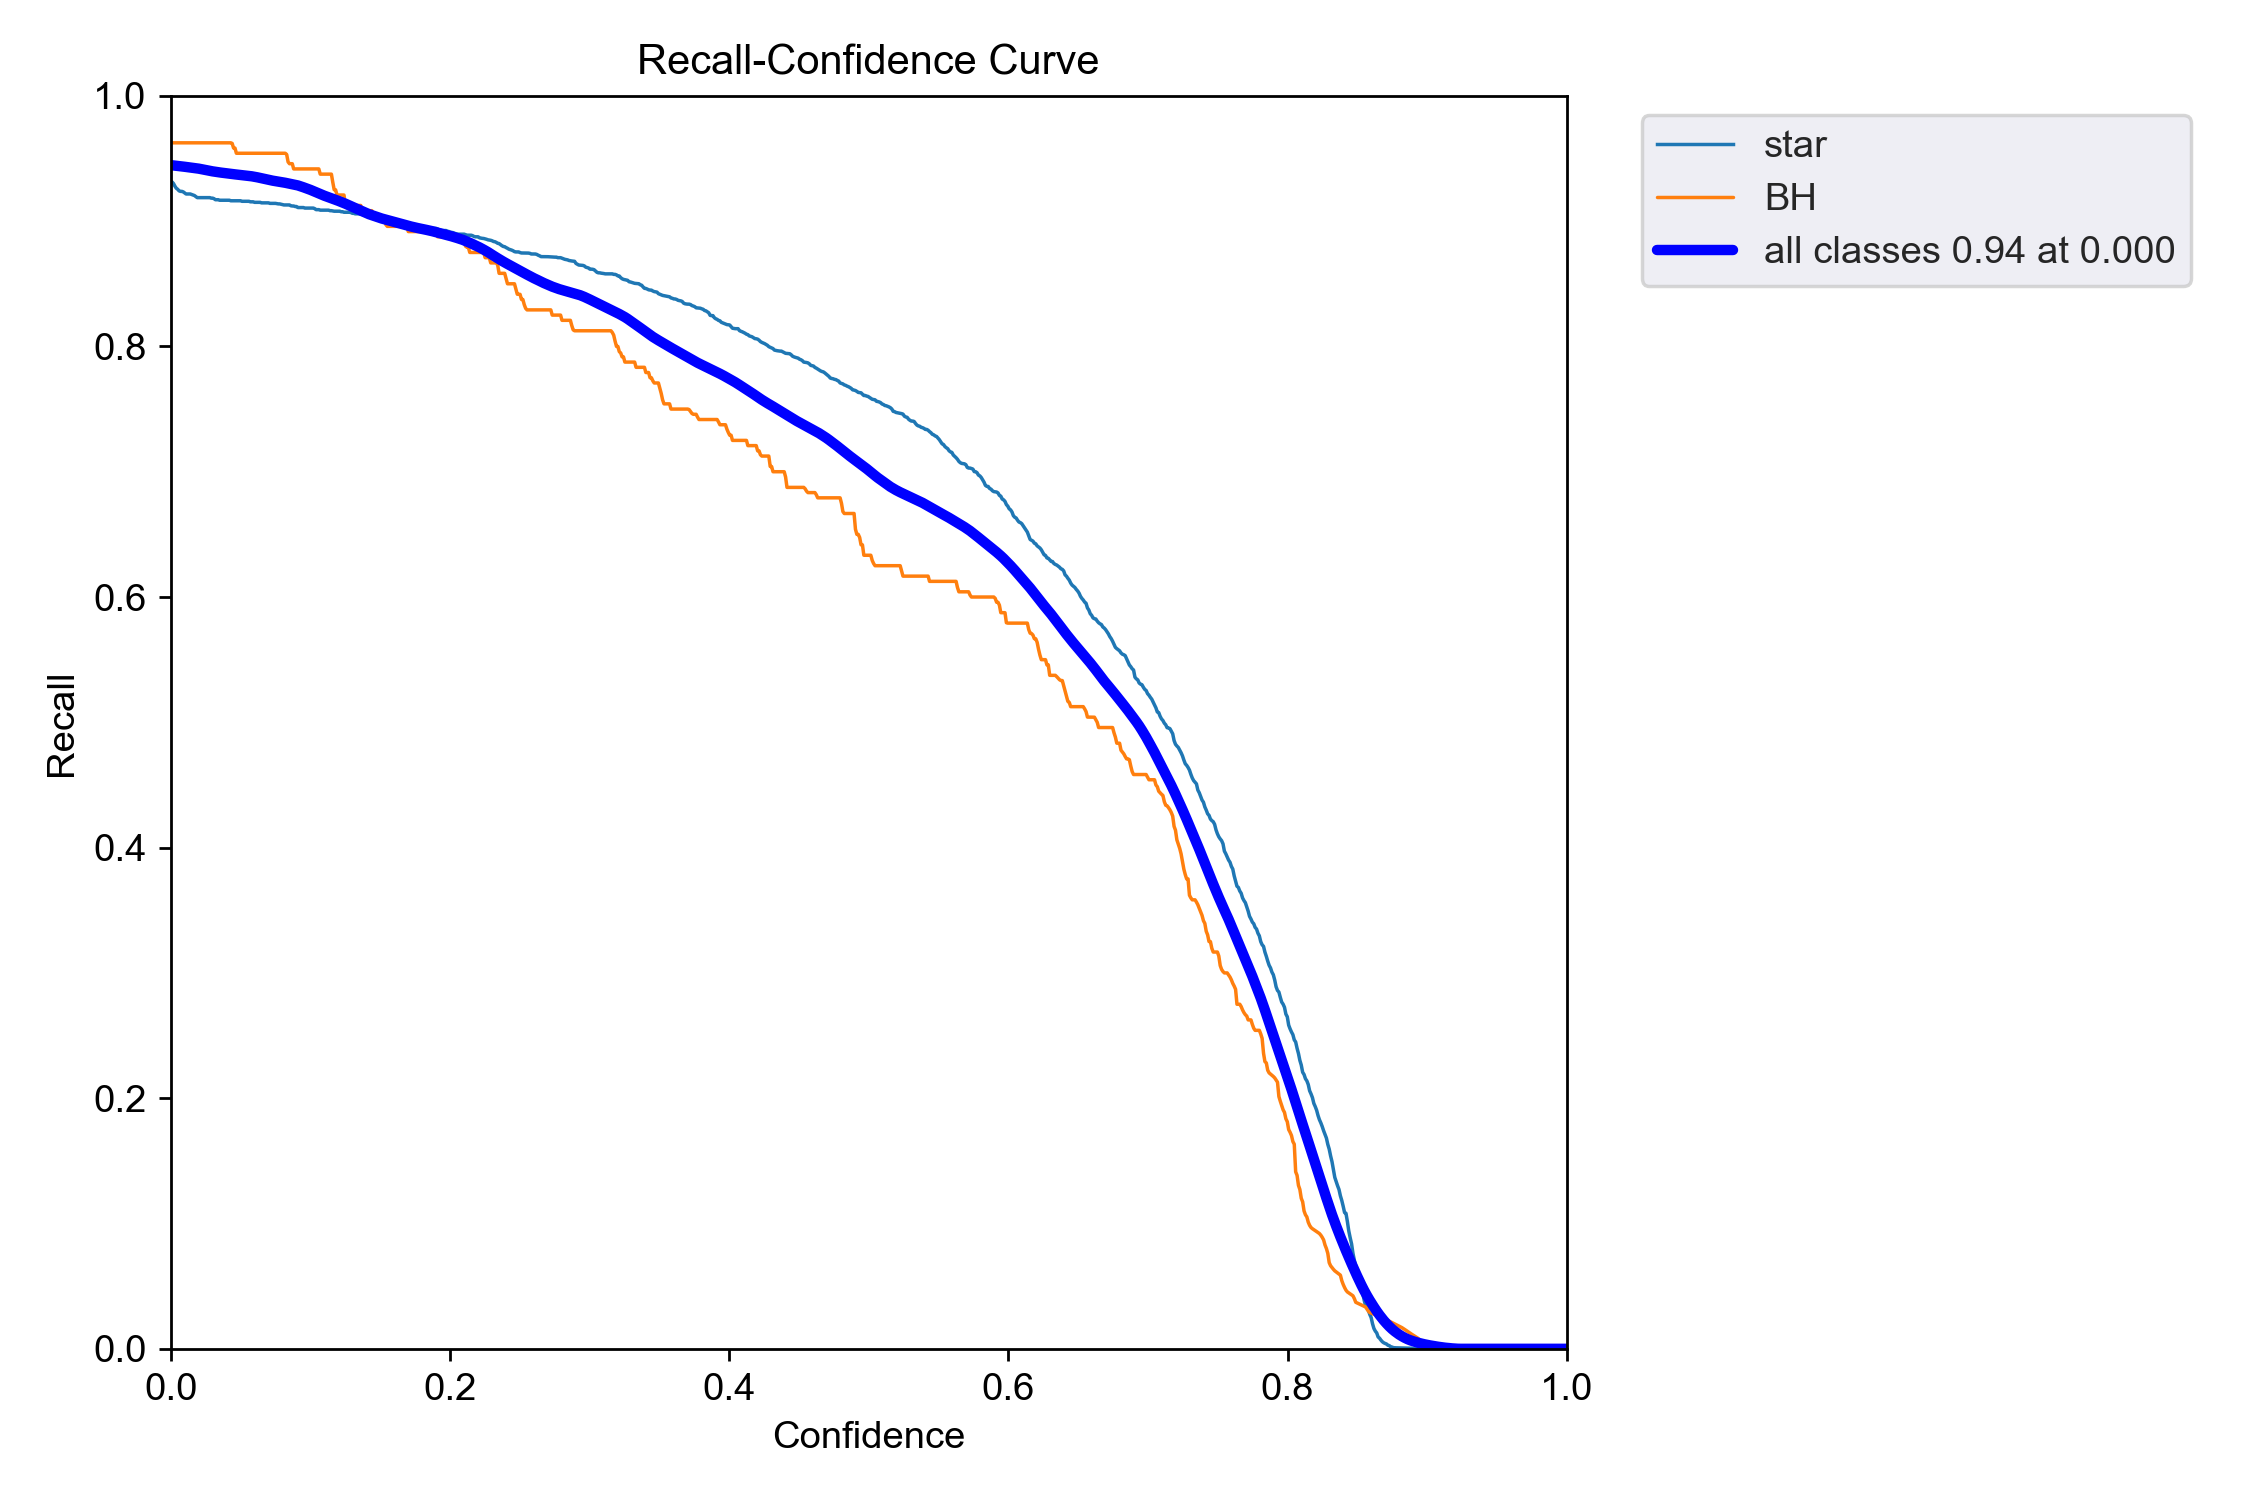 Recall-Confidence Curve
1.0
0.8
0.6
0.4
0.2
0.0
Recall
0.0 0.2 0.4 0.6 0.8 1.0
Confidence
star
BH
all classes 0.94 at 0.000